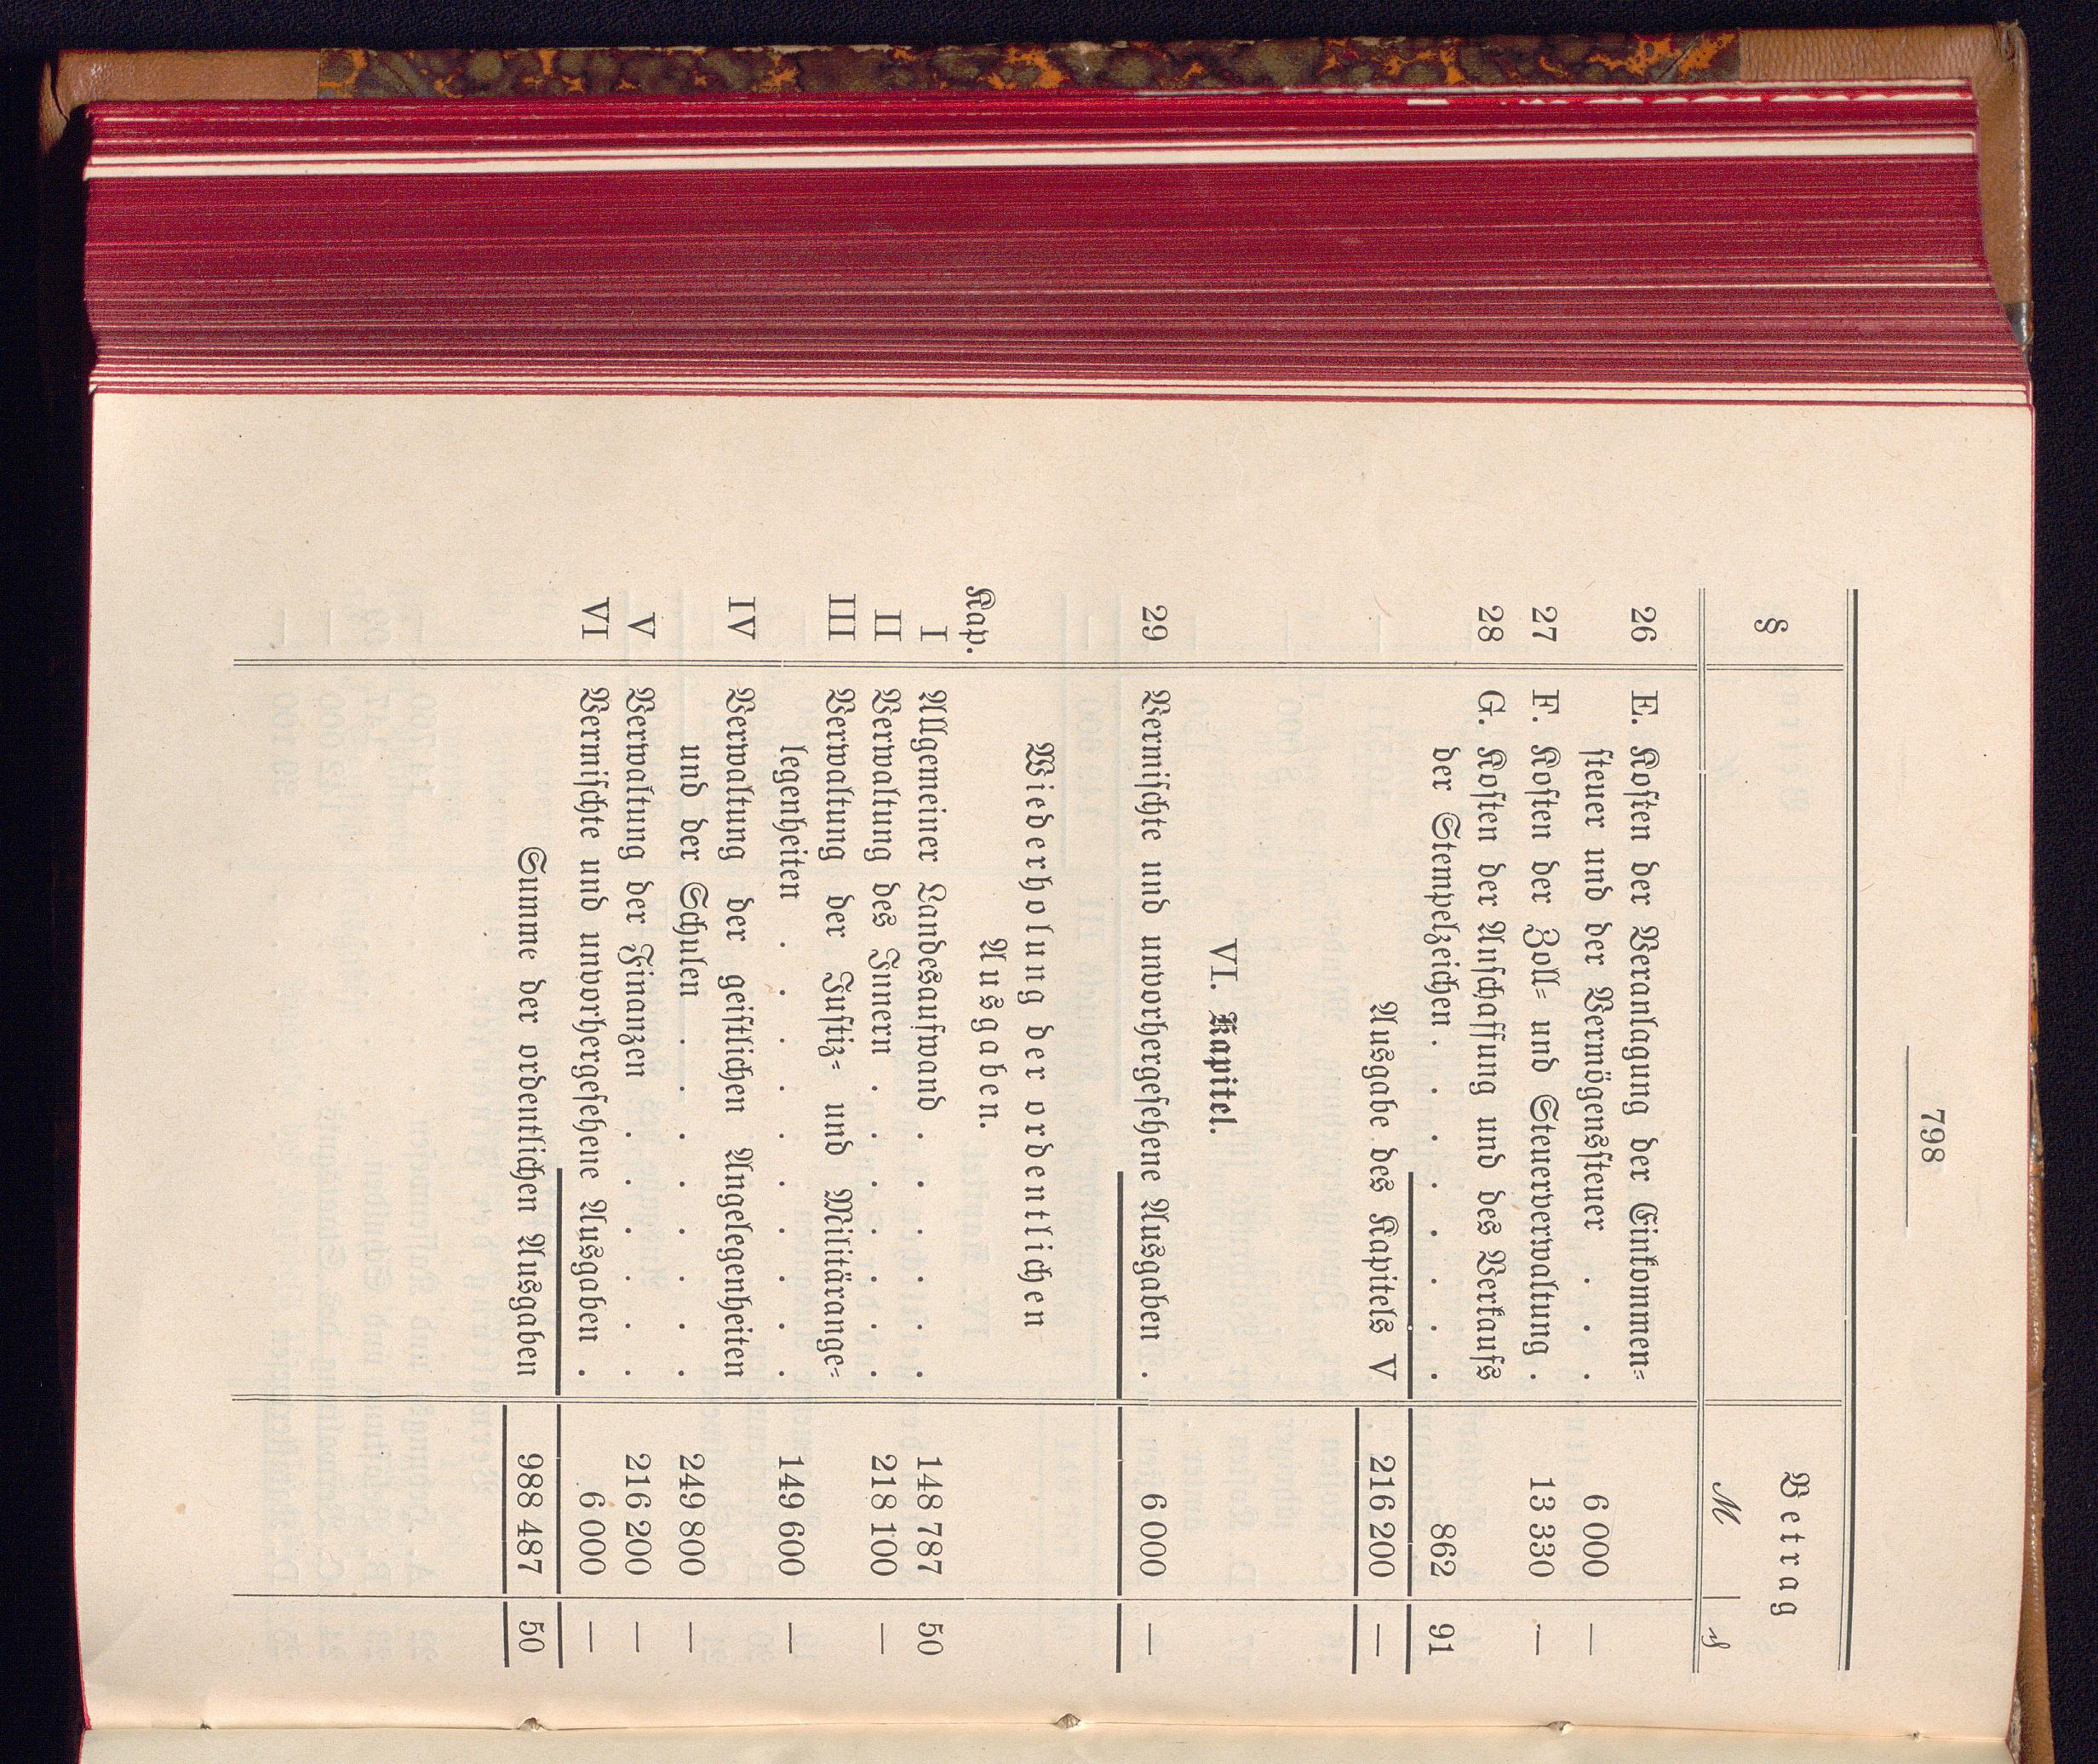 798
§ Betrag
ℳ ₰
26 E. Kosten der Veranlagung der Einkommen-
steuer und der Vermögenssteuer . . . 6 000 —
27 F. Kosten der Zoll- und Steuerverwaltung . 13 330 —
28 G. Kosten der Anschaffung und des Verkaufs
der Stempelzeichen . . . . . . . . 862 91
Ausgabe des Kapitels V 216 200 —
VI. Kapitel.
29 Vermischte und unvorhergesehene Ausgaben . 6 000 —
Wiederholung der ordentlichen
Kap. Ausgaben.
I Allgemeiner Landesaufwand . . . . . . 148 787 50
II Verwaltung des Innern . . . . . . . 218 100 —
III Verwaltung der Justiz- und Militärange-
legenheiten . . . . . . . . . . 149 600 —
IV Verwaltung der geistlichen Angelegenheiten
und der Schulen . . . . . . . . 249 800 —
V Verwaltung der Finanzen . . . . . . 216 200 —
VI Vermischte und unvorhergesehene Ausgaben . 6 000 —
Summe der ordentlichen Ausgaben 988 487 50